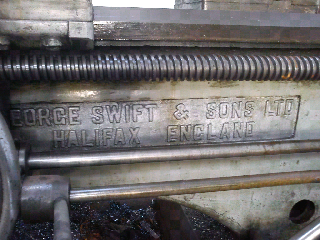 EORGE SWIFT & SONS LTD
HALIFAX ENGLAND